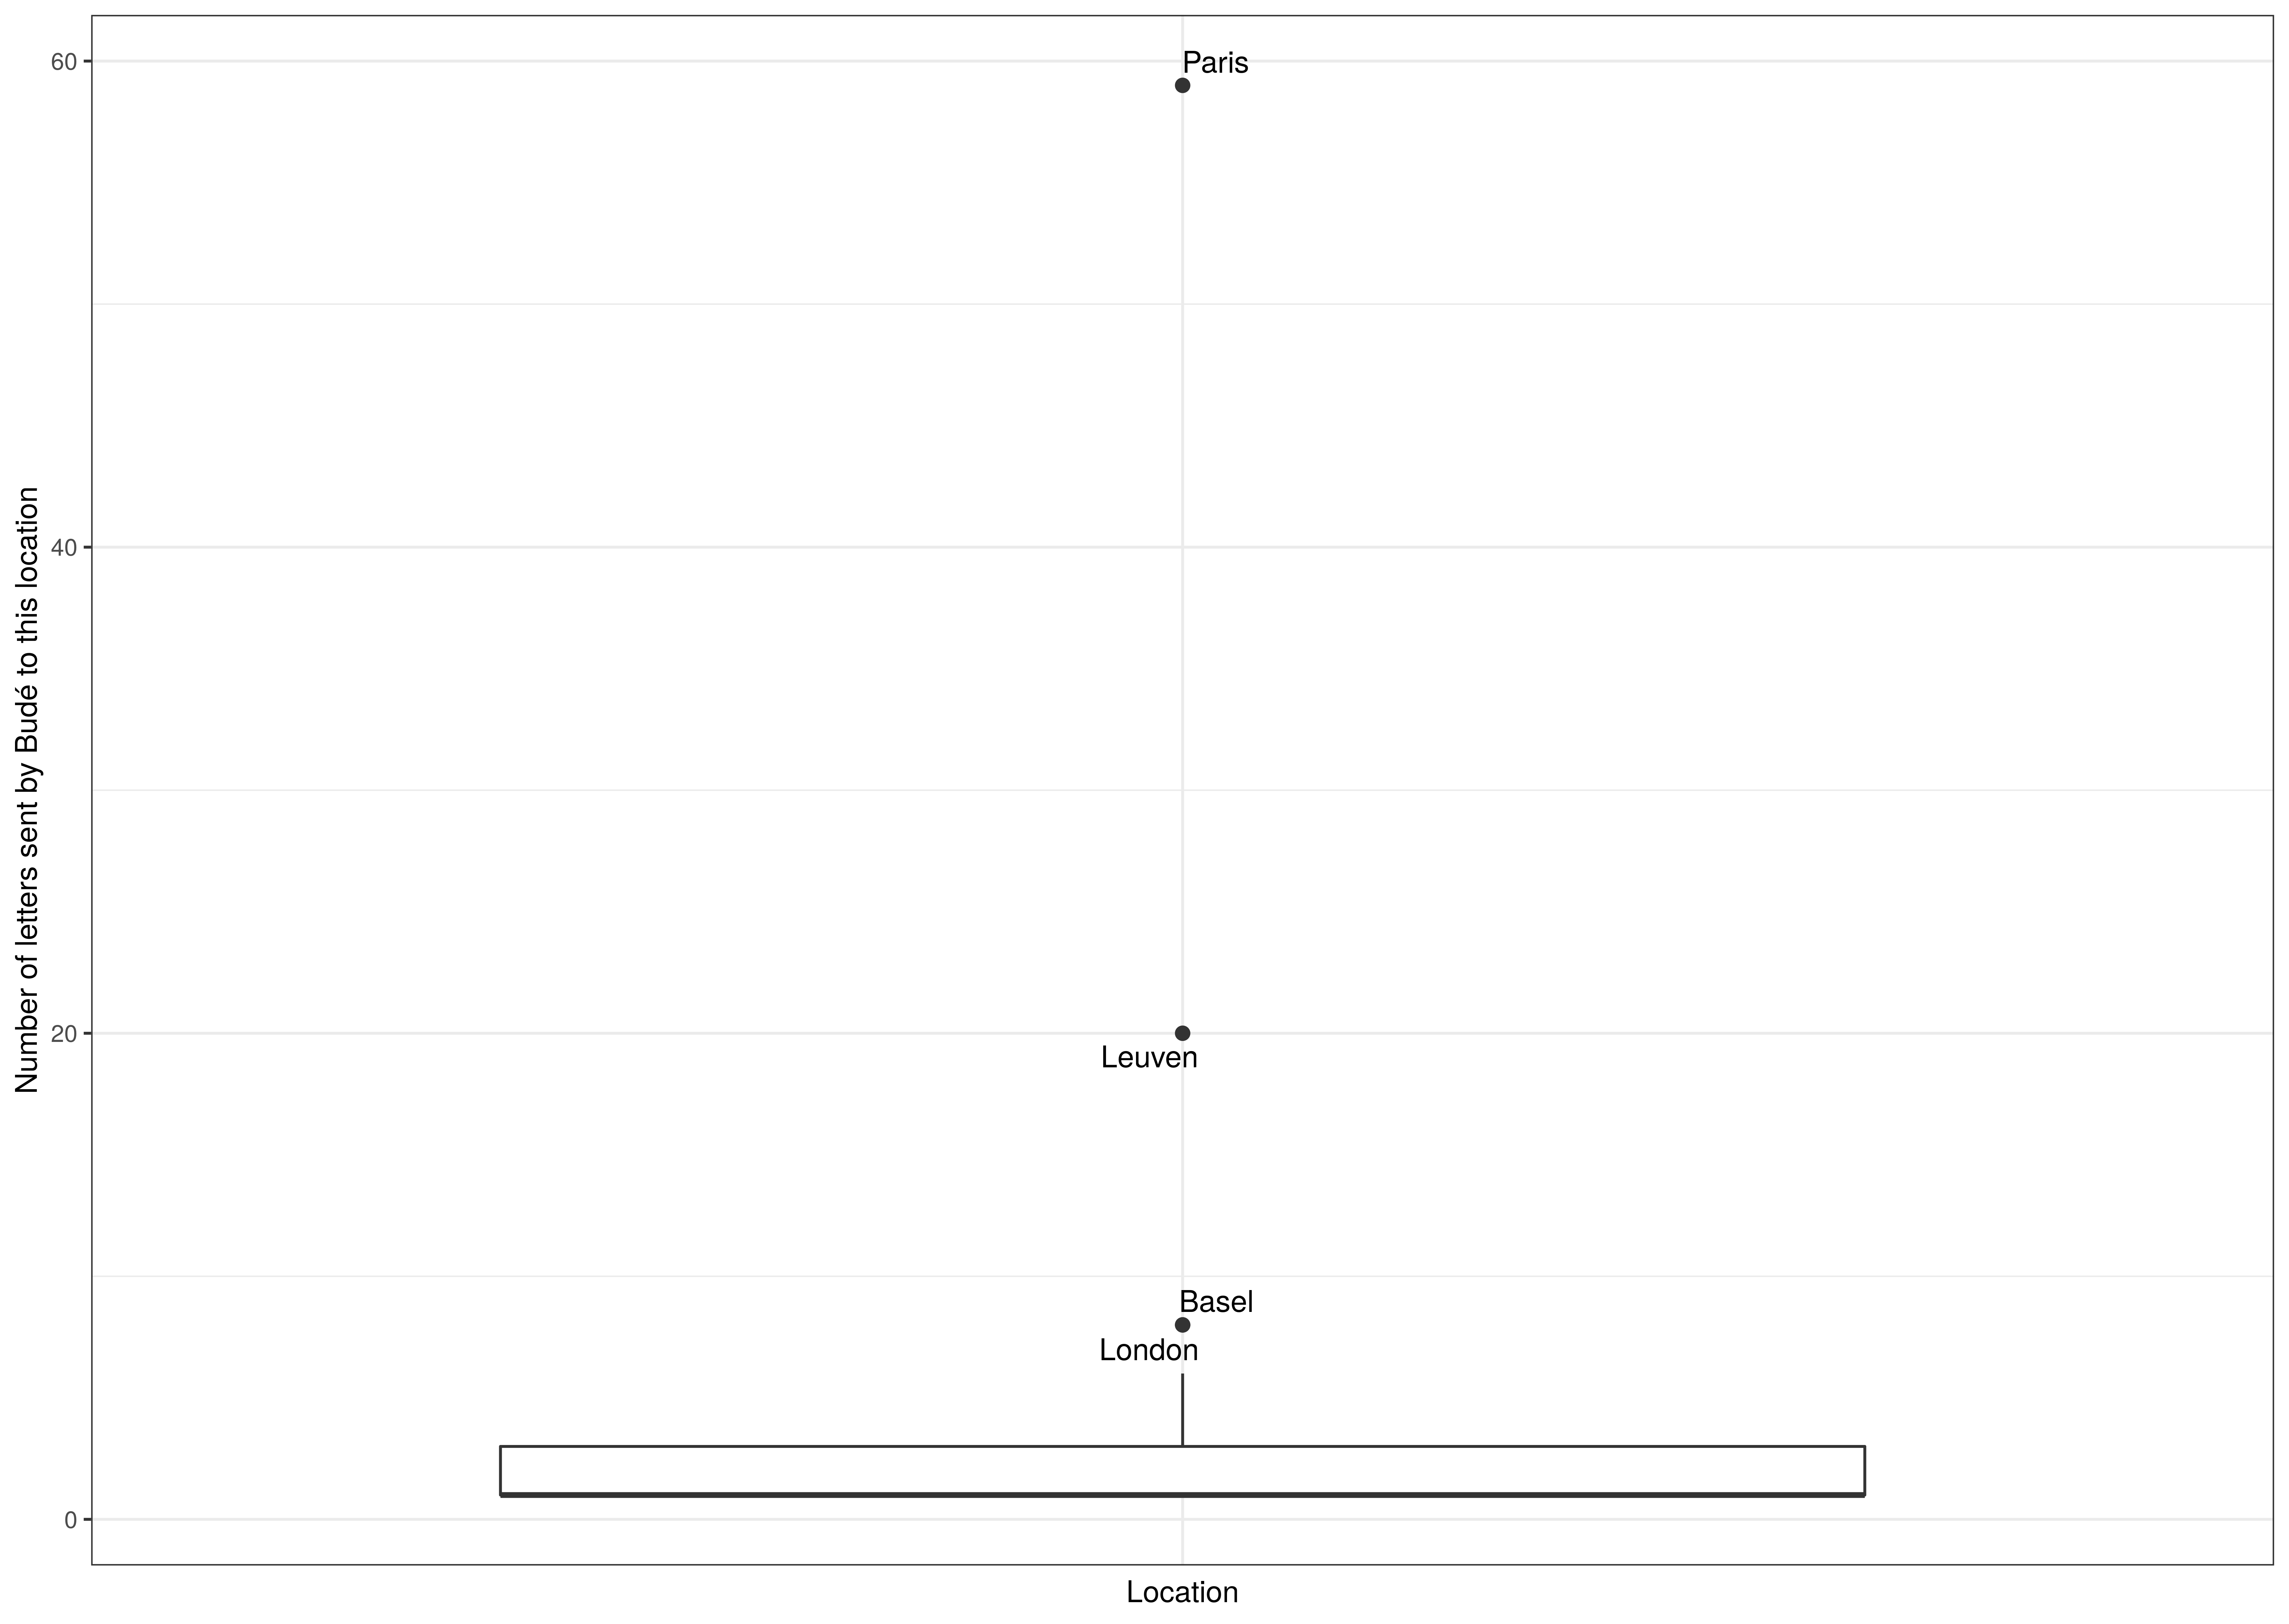 Number of letters sent by Budé to this location
60
40
20
0
Paris
Leuven
Basel
London
Location